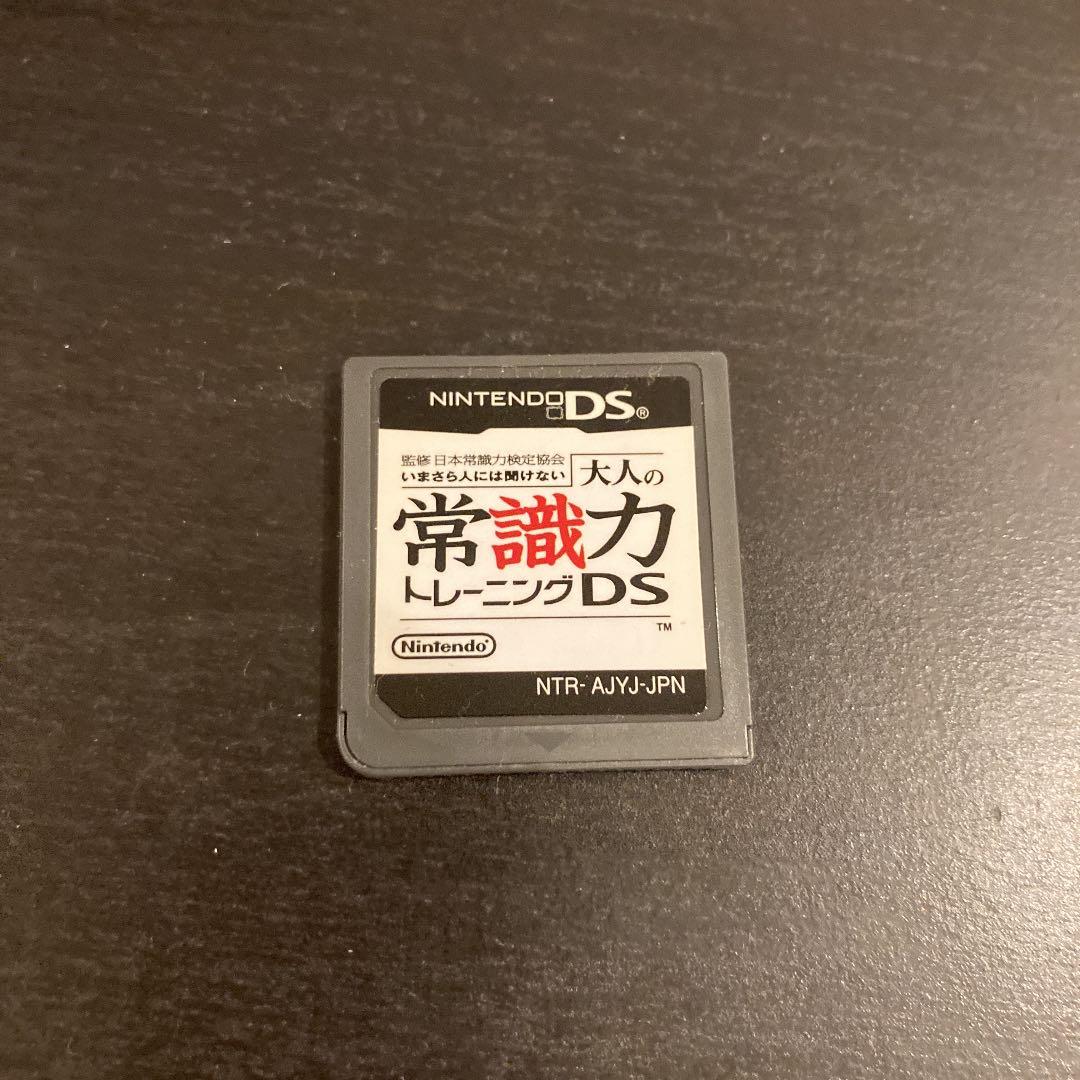 NINTENDO DS®
監修 日本常識力検定協会
いまさら人には聞けない
大人の
常識力
トレーニングDS
TM
Nintendo®
NTR- AJYJ-JPN